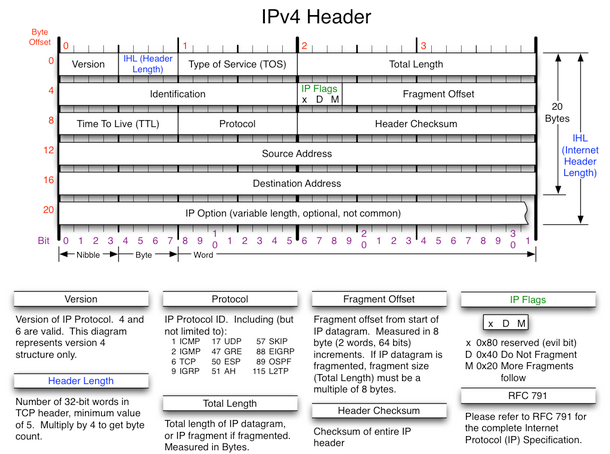 IPv4 Header
Byte
Offset
0 1 2 3
0 Version IHL (Header
Length) Type of Service (TOS) Total Length
4 Identification IP Flags
x D M Fragment Offset
8 Time To Live (TTL) Protocol Header Checksum
12 Source Address
16 Destination Address
20 IP Option (variable length, optional, not common)
20
Bytes
IHL
(Internet
Header
Length)
Bit 0 1 2 3 4 5 6 7 8 9 10 1 2 3 4 5 6 7 8 9 20 1 2 3 4 5 6 7 8 9 30 1
Nibble Byte Word
Version
Version of IP Protocol. 4 and
6 are valid. This diagram
represents version 4
structure only.
Header Length
Number of 32-bit words in
TCP header, minimum value
of 5. Multiply by 4 to get byte
count.
Protocol
IP Protocol ID. Including (but
not limited to):
1 ICMP 17 UDP 57 SKIP
2 IGMP 47 GRE 88 EIGRP
6 TCP 50 ESP 89 OSPF
9 IGRP 51 AH 115 L2TP
Total Length
Total length of IP datagram,
or IP fragment if fragmented.
Measured in Bytes.
Fragment Offset
Fragment offset from start of
IP datagram. Measured in 8
byte (2 words, 64 bits)
increments. If IP datagram is
fragmented, fragment size
(Total Length) must be a
multiple of 8 bytes.
Header Checksum
Checksum of entire IP
header
IP Flags
x D M
x 0x80 reserved (evil bit)
D 0x40 Do Not Fragment
M 0x20 More Fragments
follow
RFC 791
Please refer to RFC 791 for
the complete Internet
Protocol (IP) Specification.